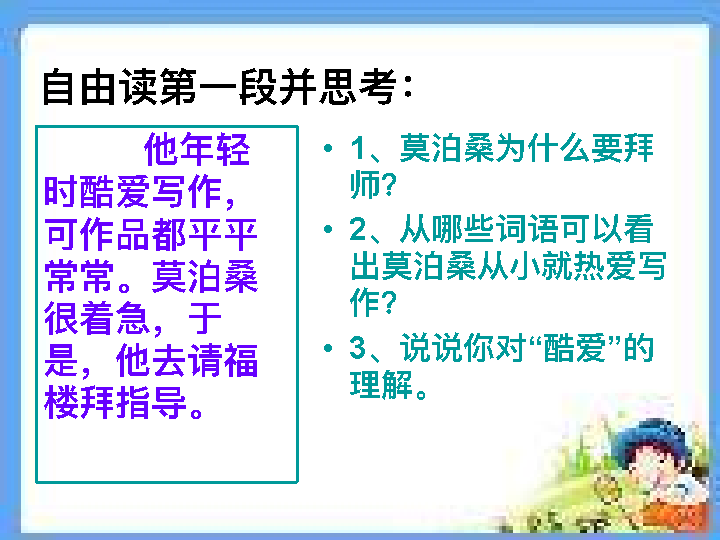 自由读第一段并思考：
他年轻
时酷爱写作，
可作品都平平
常常。莫泊桑
很着急，于
是，他去请福
楼拜指导。
• 1、莫泊桑为什么要拜
师？
• 2、从哪些词语可以看
出莫泊桑从小就热爱写
作？
• 3、说说你对“酷爱”的
理解。